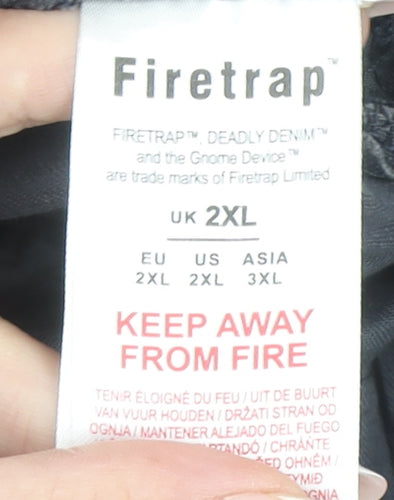 Firetrap™
FIRETRAP™, DEADLY DENIM™
and the Gnome Device™
are trade marks of Firetrap Limited
UK 2XL
EU US ASIA
2XL 2XL 3XL
KEEP AWAY
FROM FIRE
TENIR ÉLOIGNÉ DU FEU / UIT DE BUURT
VAN VUUR HOUDEN / DRŽATI STRAN OD
OGNJA / MANTENER ALEJADO DEL FUEGO
/ CHRÁNTE
OHNĚM /